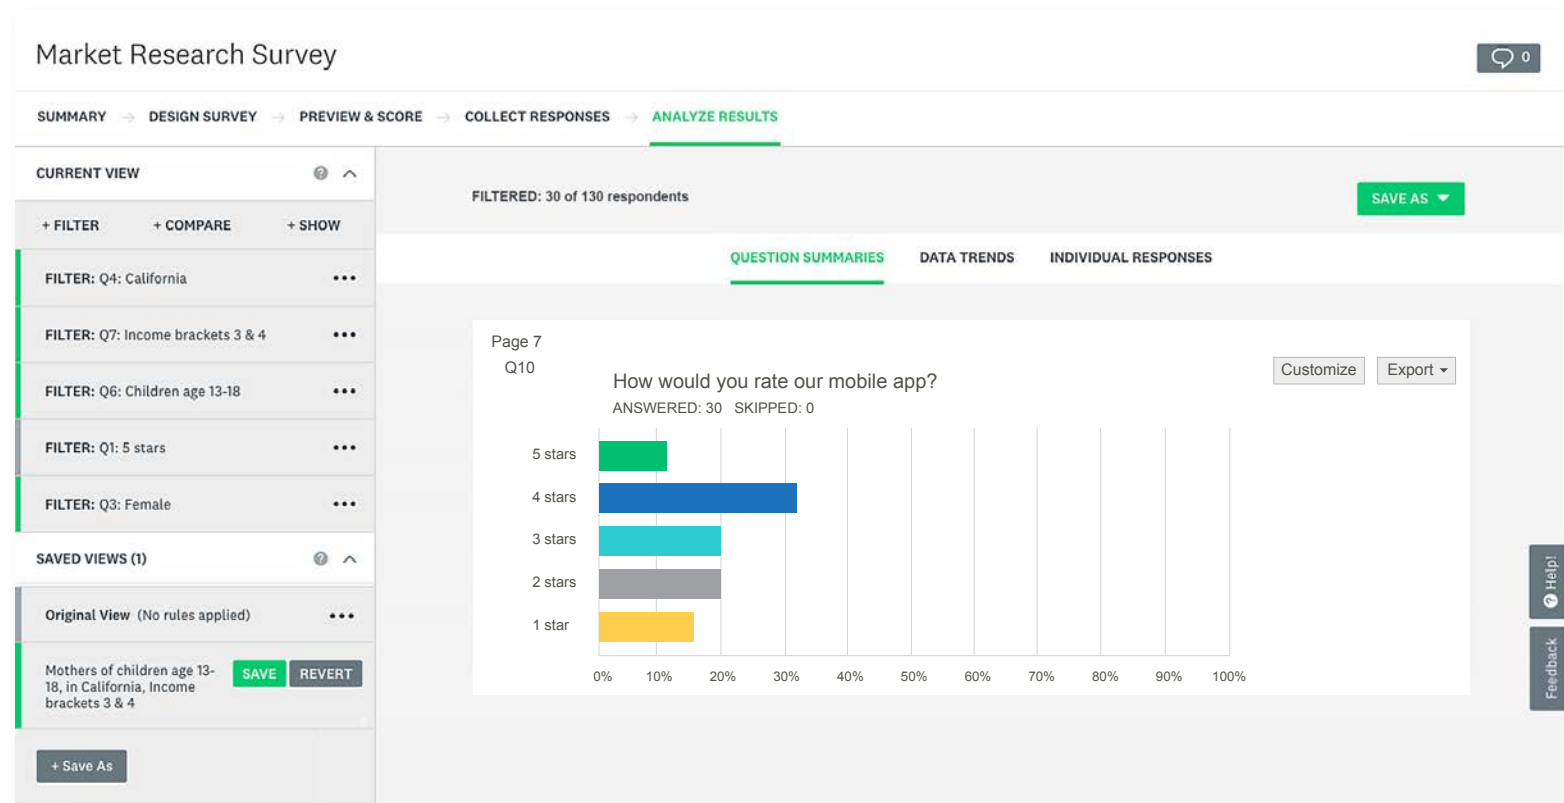 Market Research Survey
0
SUMMARY → DESIGN SURVEY → PREVIEW & SCORE → COLLECT RESPONSES → ANALYZE RESULTS
CURRENT VIEW
+ FILTER + COMPARE + SHOW
FILTER: Q4: California
FILTER: Q7: Income brackets 3 & 4
FILTER: Q6: Children age 13-18
FILTER: Q1: 5 stars
FILTER: Q3: Female
SAVED VIEWS (1)
Original View (No rules applied)
Mothers of children age 13-
18, in California, Income
brackets 3 & 4
SAVE REVERT
+ Save As
FILTERED: 30 of 130 respondents
SAVE AS
QUESTION SUMMARIES DATA TRENDS INDIVIDUAL RESPONSES
Page 7
Q10
How would you rate our mobile app?
ANSWERED: 30 SKIPPED: 0
Customize Export
5 stars
4 stars
3 stars
2 stars
1 star
0% 10% 20% 30% 40% 50% 60% 70% 80% 90% 100%
Help!
Feedback